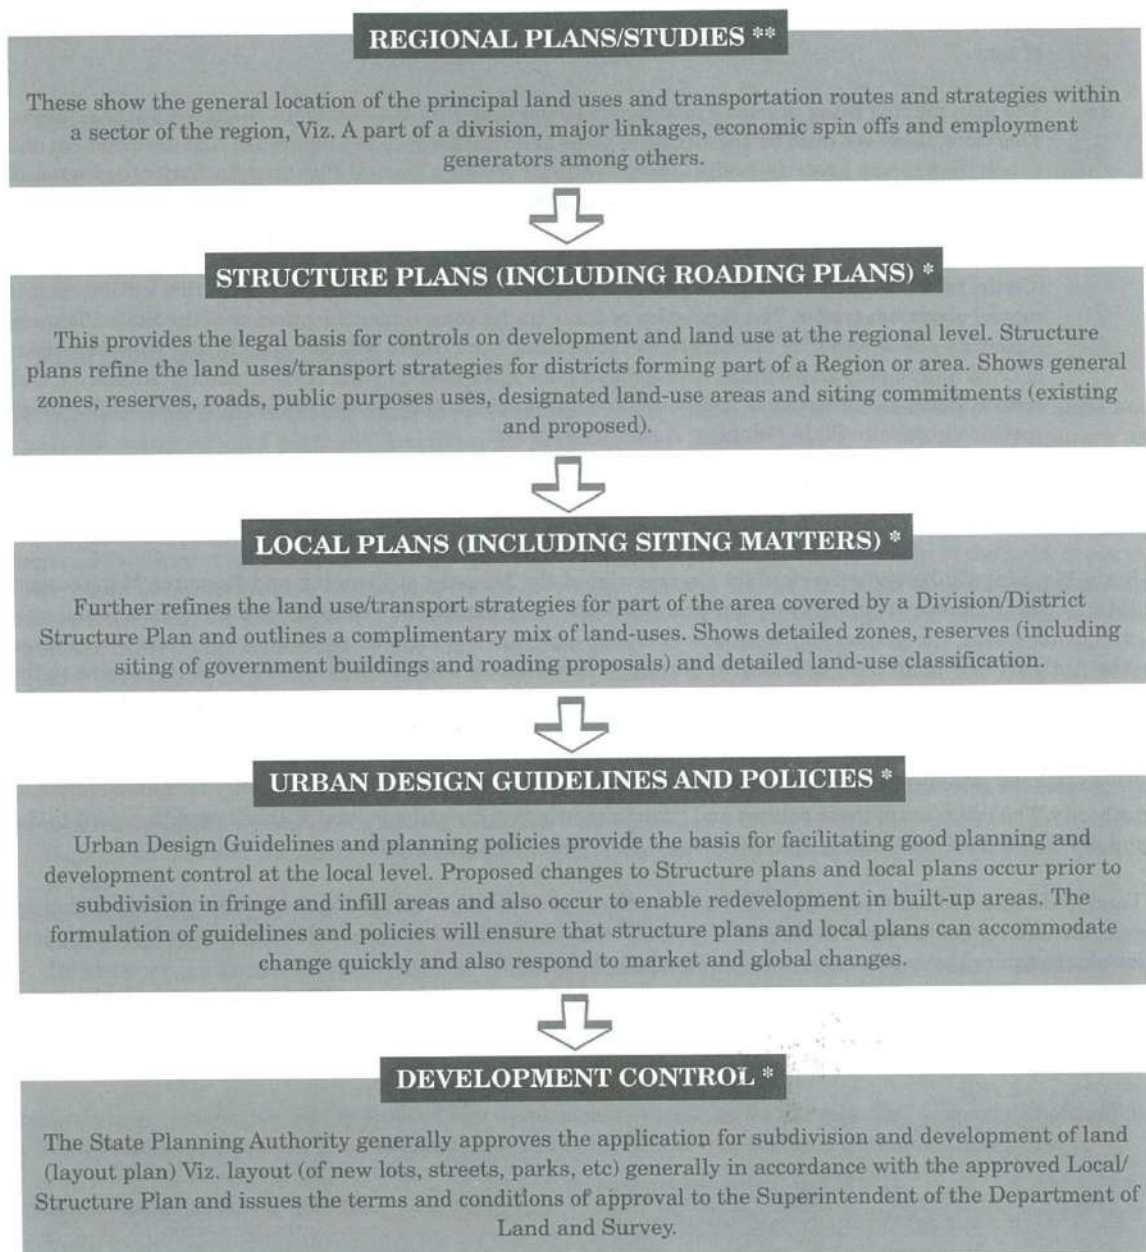 REGIONAL PLANS/STUDIES **
These show the general location of the principal land uses and transportation routes and strategies within
a sector of the region, Viz. A part of a division, major linkages, economic spin offs and employment
generators among others.
STRUCTURE PLANS (INCLUDING ROADING PLANS) *
This provides the legal basis for controls on development and land use at the regional level. Structure
plans refine the land uses/transport strategies for districts forming part of a Region or area. Shows general
zones, reserves, roads, public purposes uses, designated land-use areas and siting commitments (existing
and proposed).
LOCAL PLANS (INCLUDING SITING MATTERS) *
Further refines the land use/transport strategies for part of the area covered by a Division/District
Structure Plan and outlines a complimentary mix of land-uses. Shows detailed zones, reserves (including
siting of government buildings and roading proposals) and detailed land-use classification.
URBAN DESIGN GUIDELINES AND POLICIES *
Urban Design Guidelines and planning policies provide the basis for facilitating good planning and
development control at the local level. Proposed changes to Structure plans and local plans occur prior to
subdivision in fringe and infill areas and also occur to enable redevelopment in built-up areas. The
formulation of guidelines and policies will ensure that structure plans and local plans can accommodate
change quickly and also respond to market and global changes.
DEVELOPMENT CONTROL *
The State Planning Authority generally approves the application for subdivision and development of land
(layout plan) Viz. layout (of new lots, streets, parks, etc) generally in accordance with the approved Local/
Structure Plan and issues the terms and conditions of approval to the Superintendent of the Department of
Land and Survey.